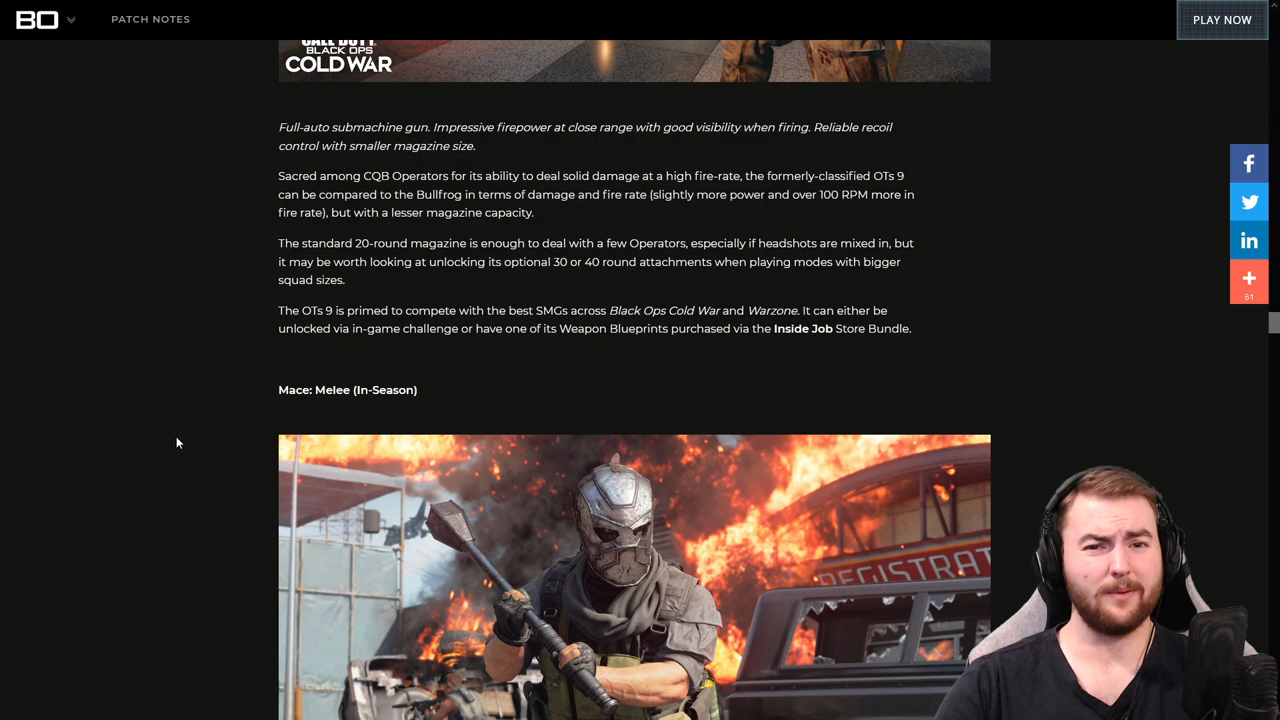 BO
PATCH NOTES
PLAY NOW
CALL OF DUTY
BLACK OPS
COLD WAR
Full-auto submachine gun. Impressive firepower at close range with good visibility when firing. Reliable recoil
control with smaller magazine size.
Sacred among CQB Operators for its ability to deal solid damage at a high fire-rate, the formerly-classified OTs 9
can be compared to the Bullfrog in terms of damage and fire rate (slightly more power and over 100 RPM more in
fire rate), but with a lesser magazine capacity.
The standard 20-round magazine is enough to deal with a few Operators, especially if headshots are mixed in, but
it may be worth looking at unlocking its optional 30 or 40 round attachments when playing modes with bigger
squad sizes.
The OTs 9 is primed to compete with the best SMGs across Black Ops Cold War and Warzone. It can either be
unlocked via in-game challenge or have one of its Weapon Blueprints purchased via the Inside Job Store Bundle.
Mace: Melee (In-Season)
REGISTRAT
61